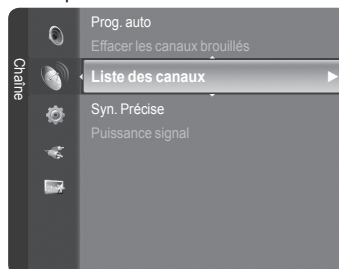 Chaîne
Prog. auto
Effacer les canaux brouillés
Liste des canaux
Syn. Précise
Puissance signal